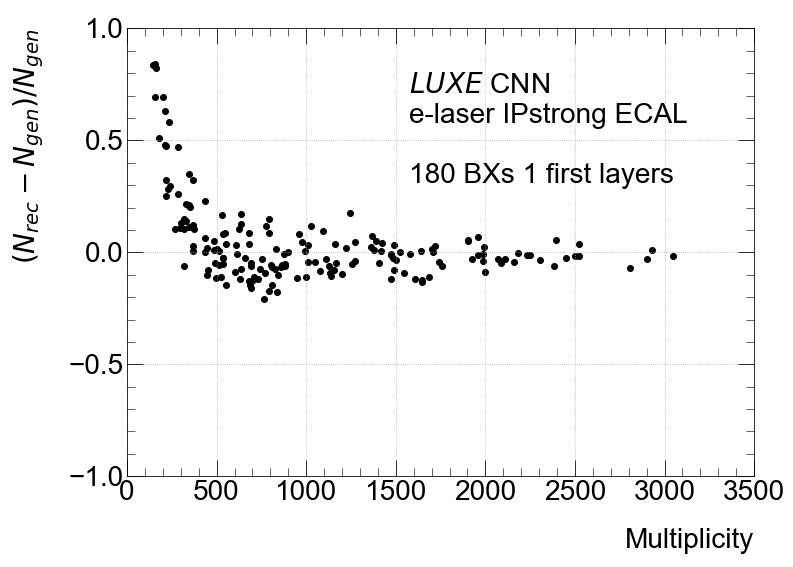 1.0
0.5
0.0
−0.5
−1.0
(N_rec − N_gen)/N_gen
LUXE CNN
e-laser IPstrong ECAL
180 BXs 1 first layers
0 500 1000 1500 2000 2500 3000 3500
Multiplicity